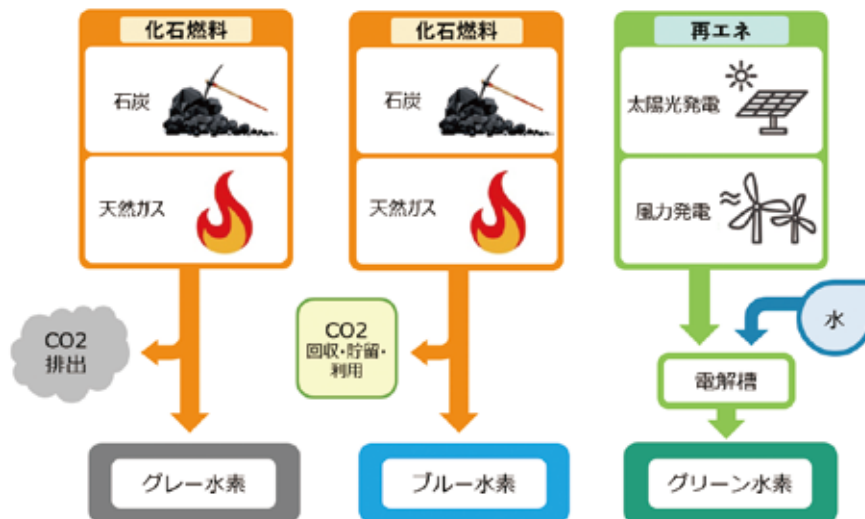 化石燃料
石炭
天然ガス
CO2
排出
グレー水素
化石燃料
石炭
天然ガス
CO2
回収・貯留・
利用
ブルー水素
再エネ
太陽光発電
風力発電
水
電解槽
グリーン水素